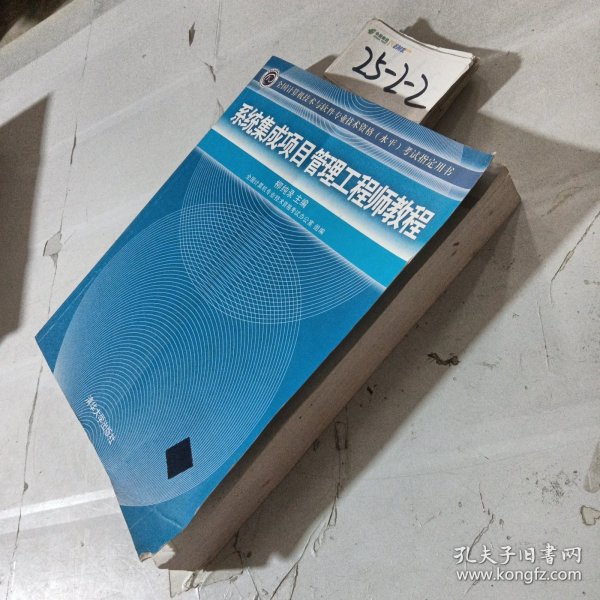 25-2-2
全国计算机技术与软件专业技术资格（水平）考试指定用书
系统集成项目管理工程师教程
柳纯录 主编
全国计算机专业技术资格考试办公室 组编
清华大学出版社
孔夫子旧书网
www.kongfz.com